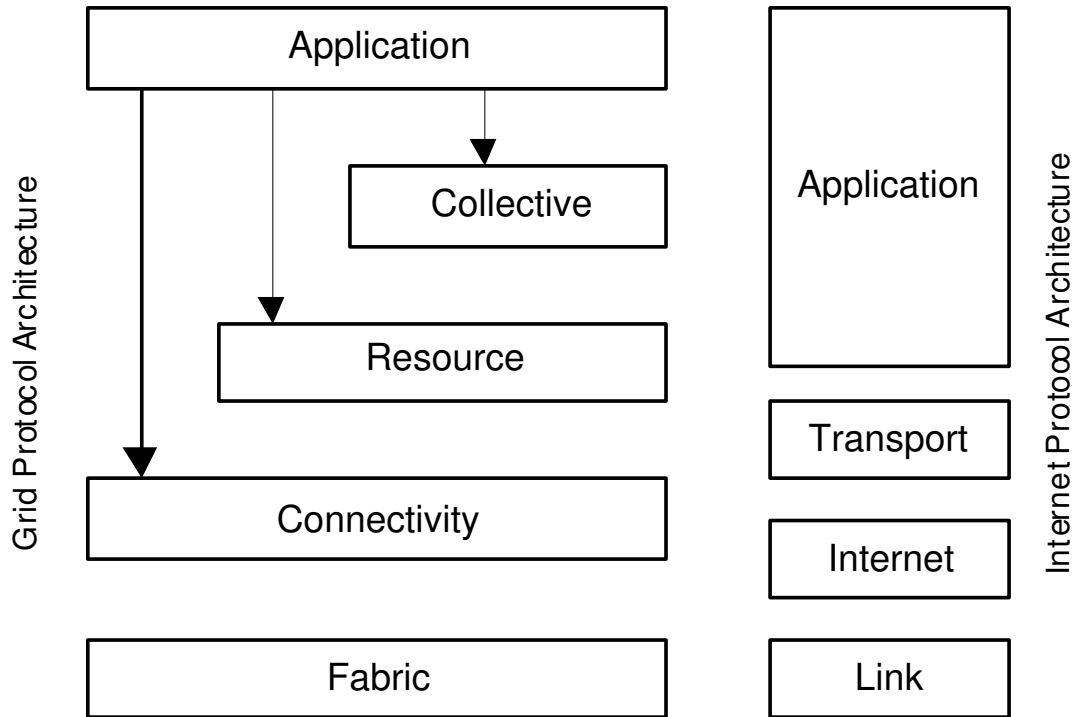 Grid Protocol Architecture
Application
Collective
Resource
Connectivity
Fabric
Application
Transport
Internet
Link
Internet Protocol Architecture